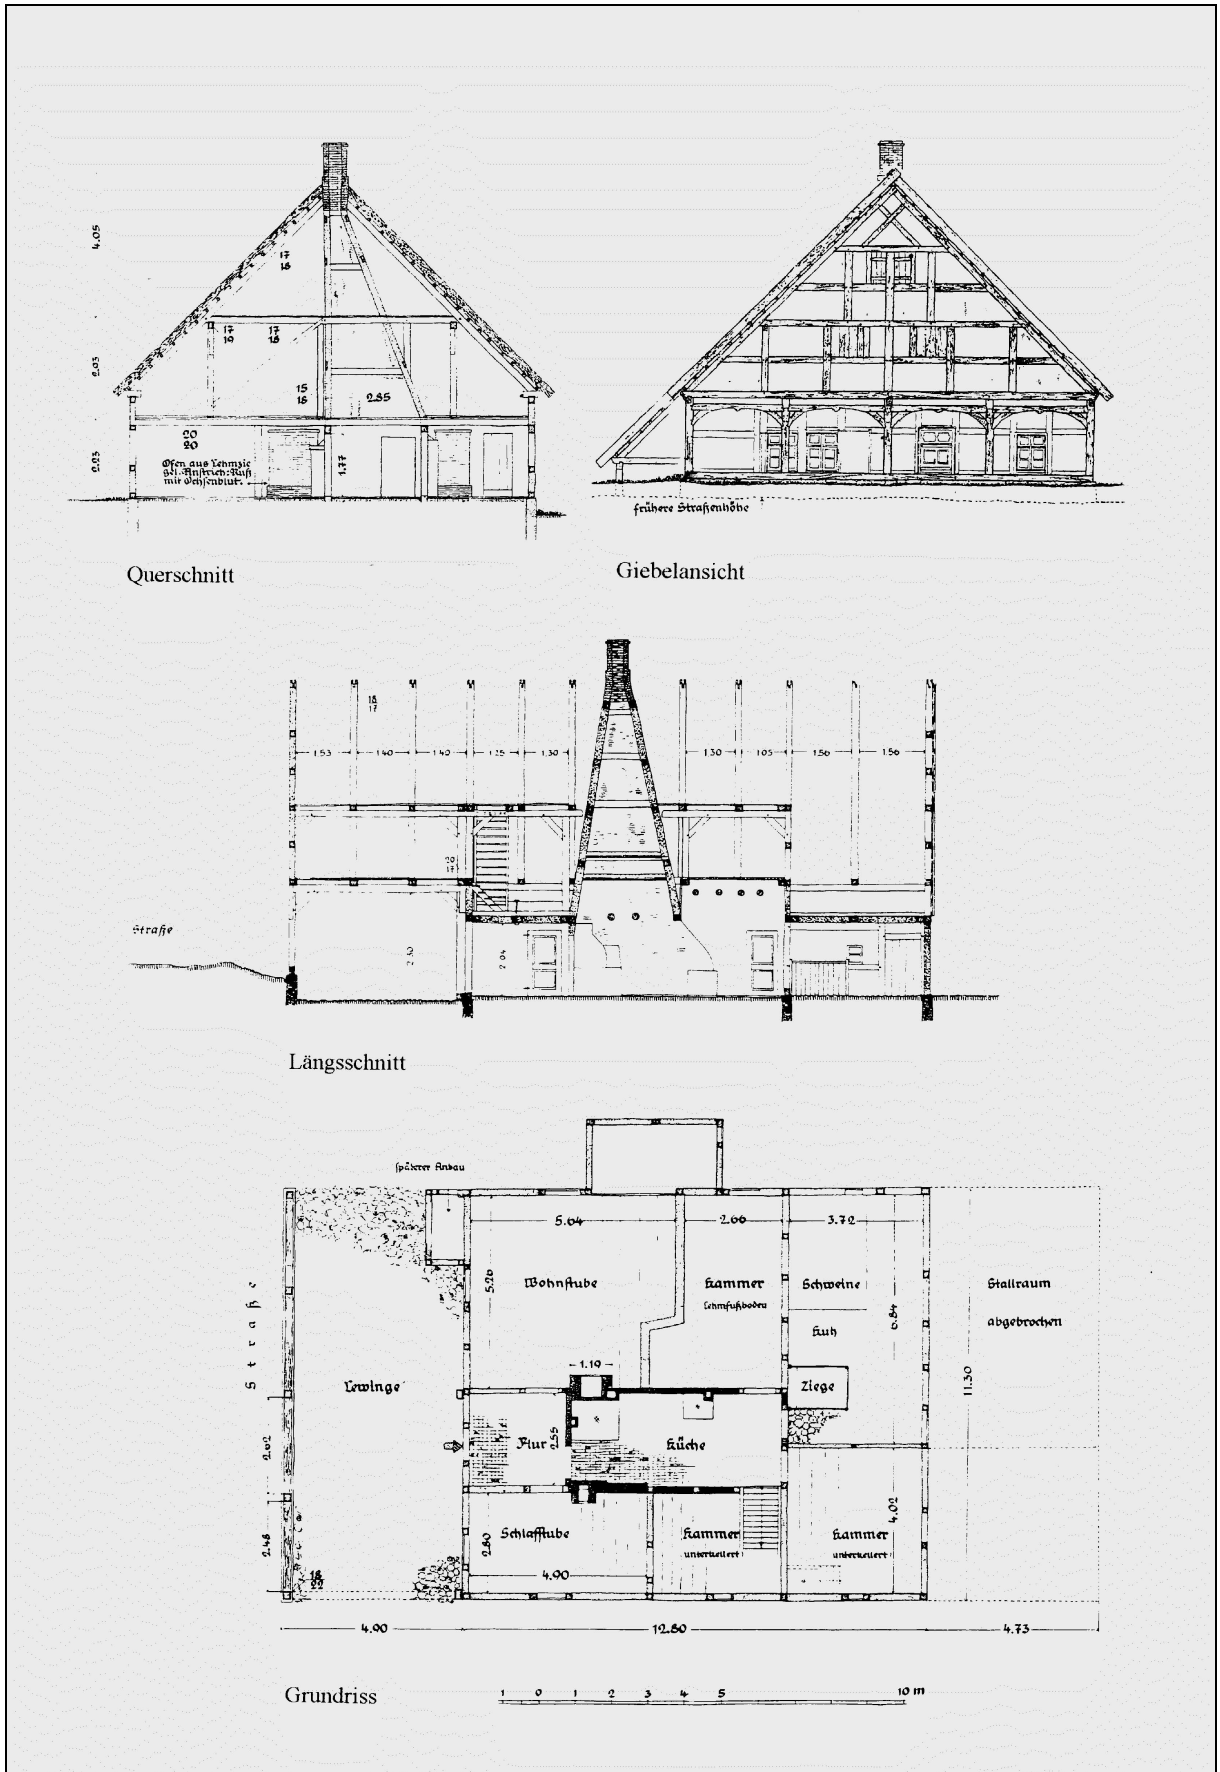 4.05
17
18
17
19
17
18
2.03
15
18
2.85
20
20
2.23
Ofen aus Lehmzie
gel. Anstrich: Ruß
mit Ochsenblut.
1.77
frühere Straßenhöhe
Querschnitt
Giebelansicht
18
17
1.53
1.40
1.40
1.25
1.30
1.30
1.05
1.56
1.56
20
17
Straße
2.04
Längsschnitt
späterer Anbau
5.64
2.66
3.72
Straße
5.26
Wohnstube
Kammer
Lehmfußboden
Schweine
Kuh
6.84
Stallraum
abgebrochen
1.19
Lewinge
Ziege
11.30
2.62
Flur
2.55
Küche
2.48
Schlafstube
2.80
Kammer
unterkellert
4.02
Kammer
unterkellert
18
22
4.90
4.90
12.80
4.73
Grundriss
1 0 1 2 3 4 5 10 m